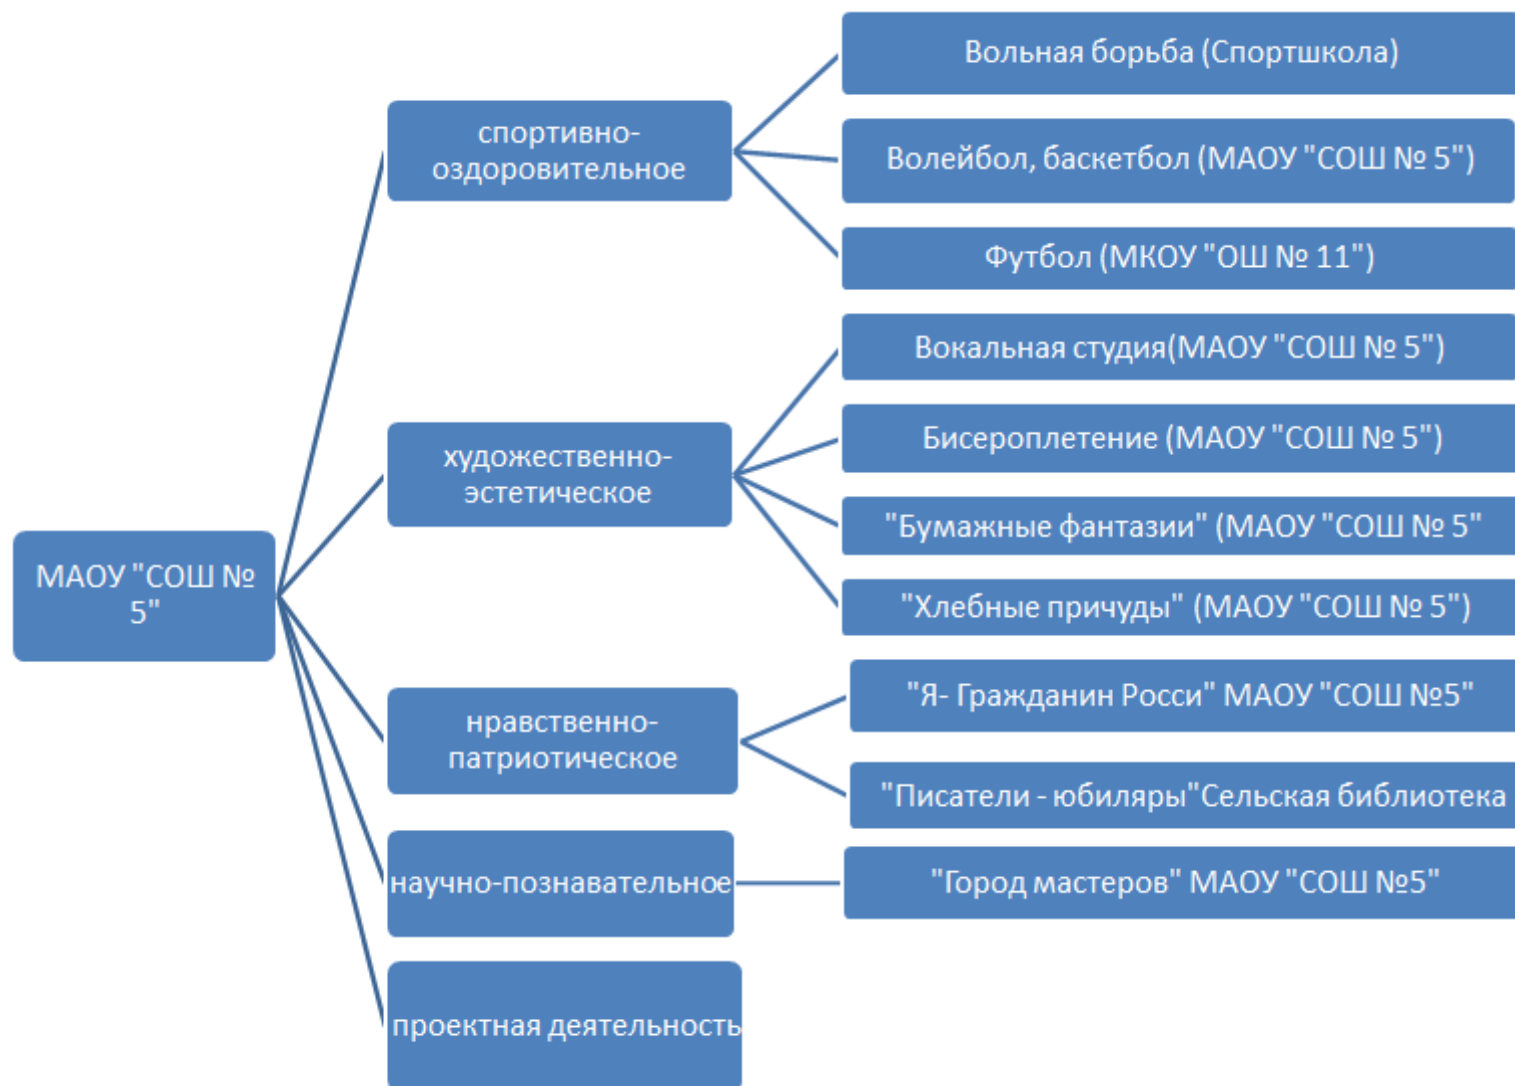 МАОУ "СОШ №
5"
спортивно-
оздоровительное
Вольная борьба (Спортшкола)
Волейбол, баскетбол (МАОУ "СОШ № 5")
Футбол (МКОУ "ОШ № 11")
художественно-
эстетическое
Вокальная студия(МАОУ "СОШ № 5")
Бисероплетение (МАОУ "СОШ № 5")
"Бумажные фантазии" (МАОУ "СОШ № 5"
"Хлебные причуды" (МАОУ "СОШ № 5")
нравственно-
патриотическое
"Я- Гражданин Росси" МАОУ "СОШ №5"
"Писатели - юбиляры"Сельская библиотека
научно-познавательное
"Город мастеров" МАОУ "СОШ №5"
проектная деятельность